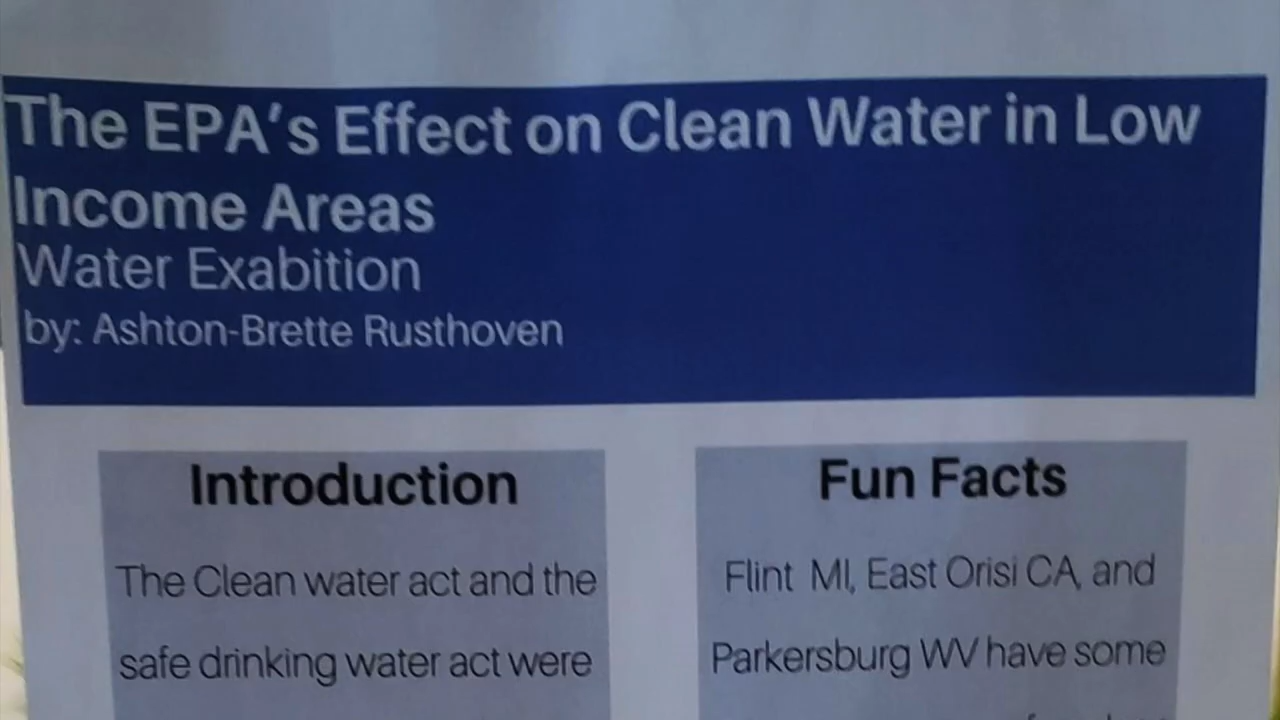 The EPA's Effect on Clean Water in Low
Income Areas
Water Exabition
by: Ashton-Brette Rusthoven
Introduction
The Clean water act and the
safe drinking water act were
Fun Facts
Flint MI, East Orisi CA, and
Parkersburg WV have some